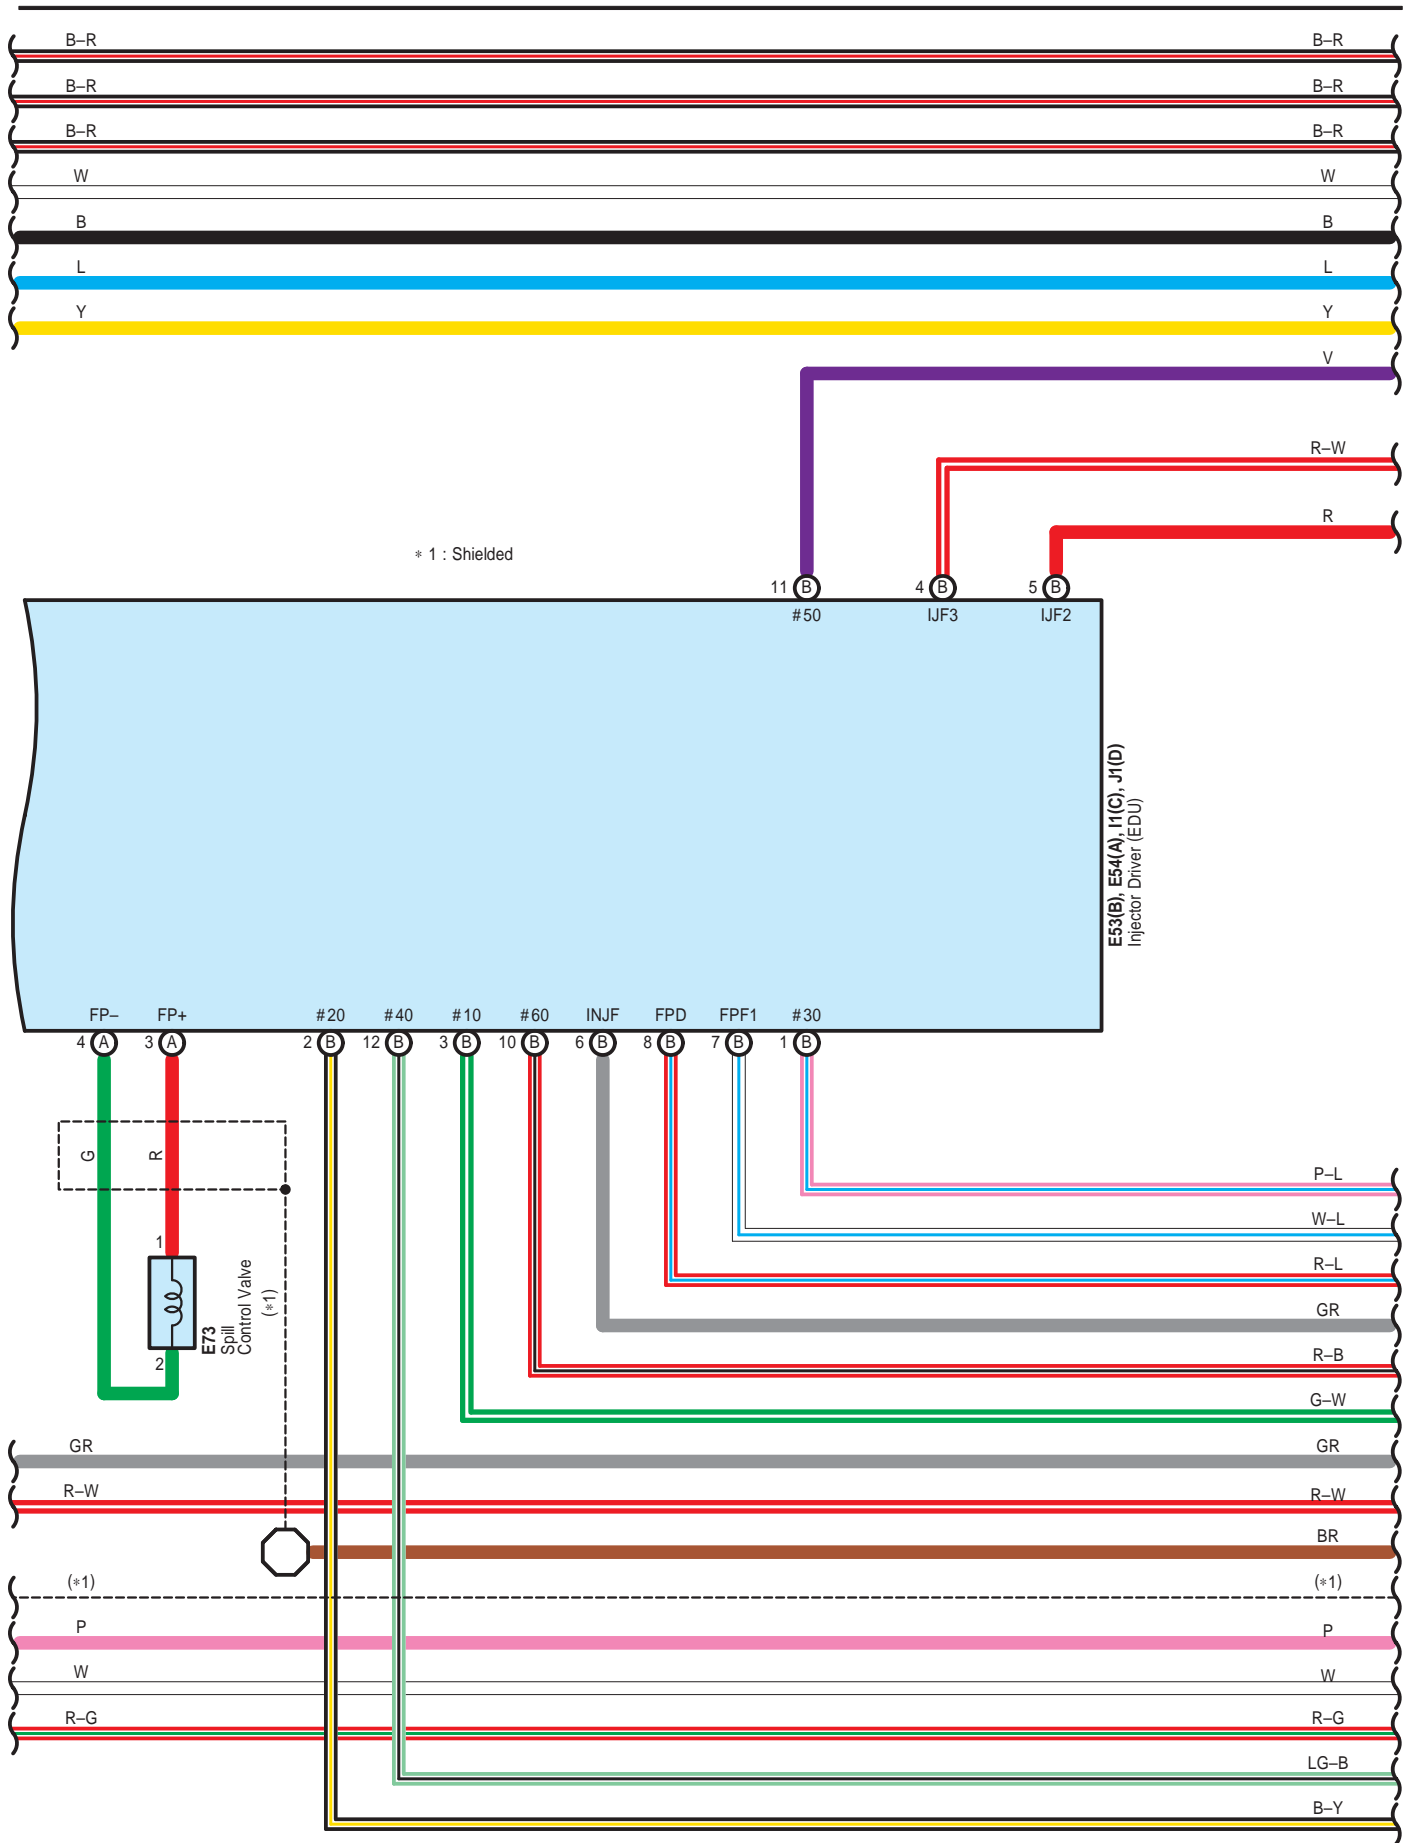 B–R B–R
B–R B–R
B–R B–R
W W
B B
L L
Y Y
V
R–W
R
* 1 : Shielded
11 B 4 B 5 B
#50 IJF3 IJF2
E53(B), E54(A), I1(C), J1(D)
Injector Driver (EDU)
FP– FP+ #20 #40 #10 #60 INJF FPD FPF1 #30
4 A 3 A 2 B 12 B 3 B 10 B 6 B 8 B 7 B 1 B
G R
P–L
W–L
1
R–L
E73
Spill
Control Valve
(*1)
GR
2
R–B
G–W
GR GR
R–W R–W
BR
(*1) (*1)
P P
W W
R–G R–G
LG–B
B–Y